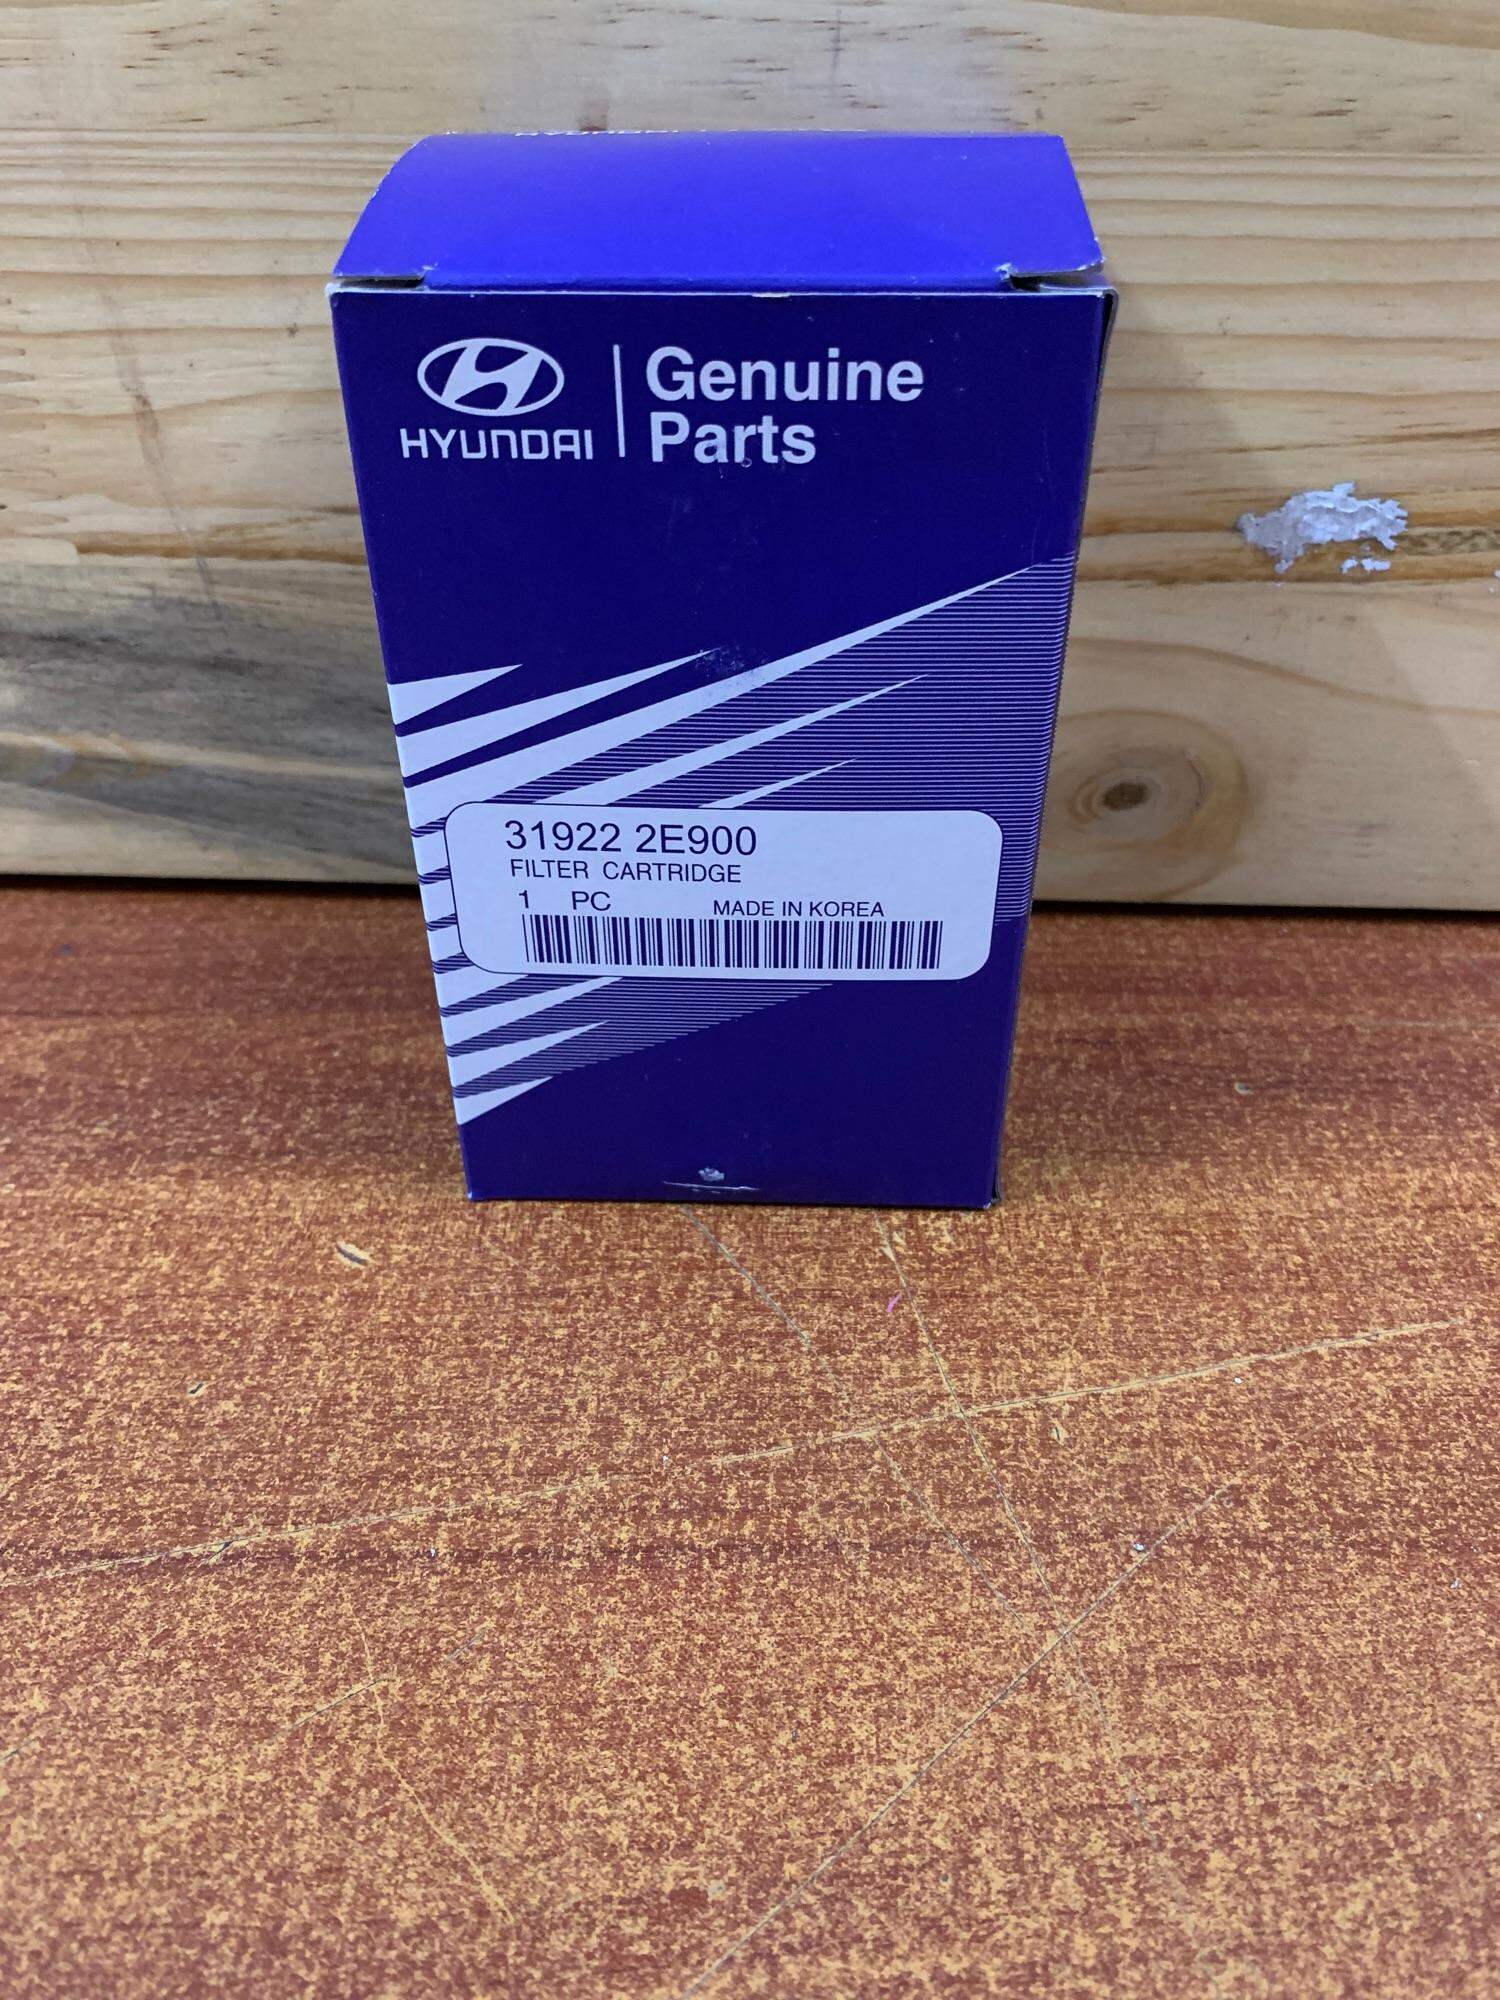 HYUNDAI
Genuine
Parts
31922 2E900
FILTER CARTRIDGE
1 PC MADE IN KOREA